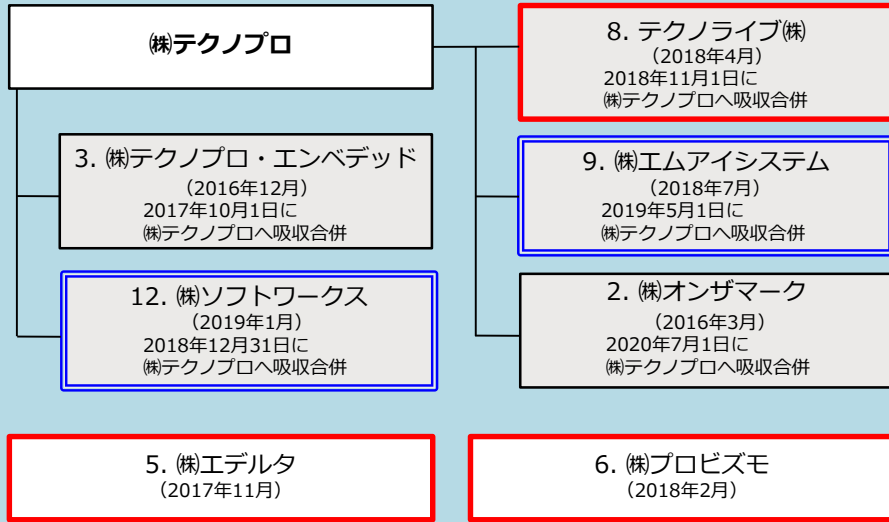 ㈱テクノプロ
8. テクノライブ㈱
（2018年4月）
2018年11月1日に
㈱テクノプロへ吸収合併
3. ㈱テクノプロ・エンベデッド
（2016年12月）
2017年10月1日に
㈱テクノプロへ吸収合併
9. ㈱エムアイシステム
（2018年7月）
2019年5月1日に
㈱テクノプロへ吸収合併
12. ㈱ソフトワークス
（2019年1月）
2018年12月31日に
㈱テクノプロへ吸収合併
2. ㈱オンザマーク
（2016年3月）
2020年7月1日に
㈱テクノプロへ吸収合併
5. ㈱エデルタ
（2017年11月）
6. ㈱プロビズモ
（2018年2月）